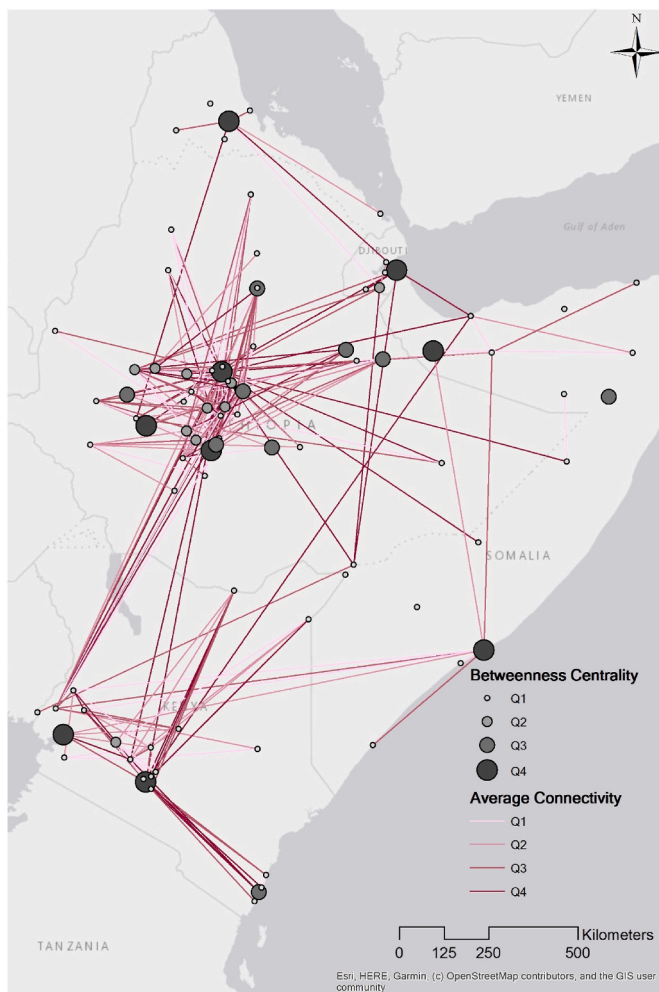 N
YEMEN
Gulf of Aden
DJIBOUTI
SOMALIA
Betweenness Centrality
Q1
Q2
Q3
Q4
Average Connectivity
Q1
Q2
Q3
Q4
Kilometers
0 125 250 500
TANZANIA
Esri, HERE, Garmin, (c) OpenStreetMap contributors, and the GIS user
community